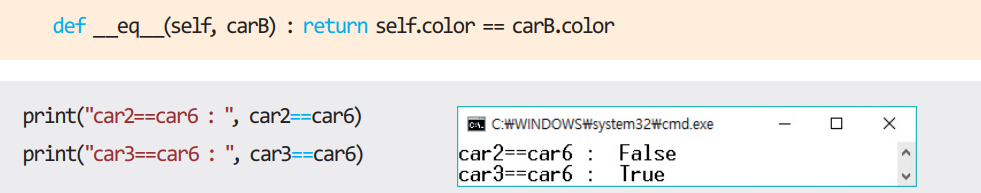 def __eq__(self, carB) : return self.color == carB.color
print("car2==car6 : ", car2==car6)
print("car3==car6 : ", car3==car6)
C:₩WINDOWS₩system32₩cmd.exe
car2==car6 :  False
car3==car6 :  True